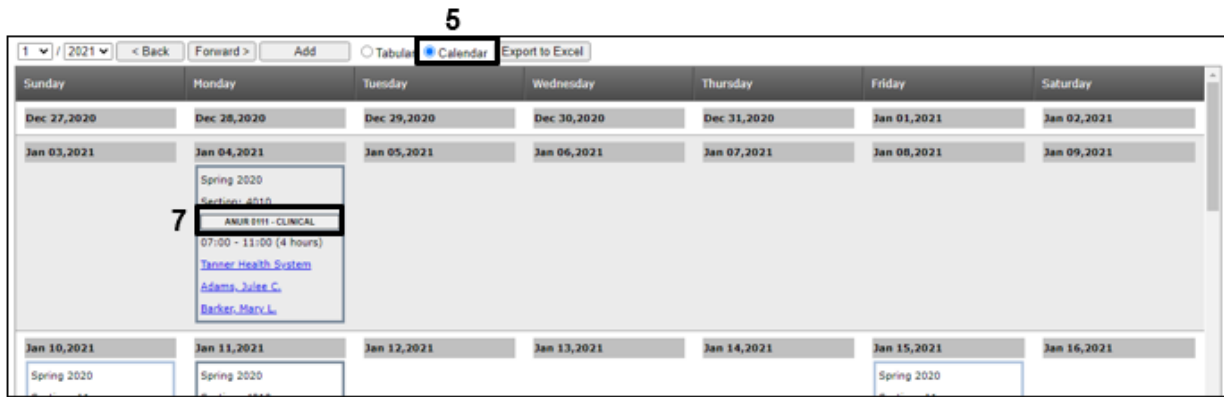 5
1 / 2021 < Back Forward > Add Tabular Calendar Export to Excel
Sunday Monday Tuesday Wednesday Thursday Friday Saturday
Dec 27,2020 Dec 28,2020 Dec 29,2020 Dec 30,2020 Dec 31,2020 Jan 01,2021 Jan 02,2021
Jan 03,2021 Jan 04,2021 Jan 05,2021 Jan 06,2021 Jan 07,2021 Jan 08,2021 Jan 09,2021
Spring 2020
Section: 4010
7 ANUR 0111 - CLINICAL
07:00 - 11:00 (4 hours)
Tanner Health System
Adams, Julee C.
Barker, Mary L.
Jan 10,2021 Jan 11,2021 Jan 12,2021 Jan 13,2021 Jan 14,2021 Jan 15,2021 Jan 16,2021
Spring 2020 Spring 2020 Spring 2020